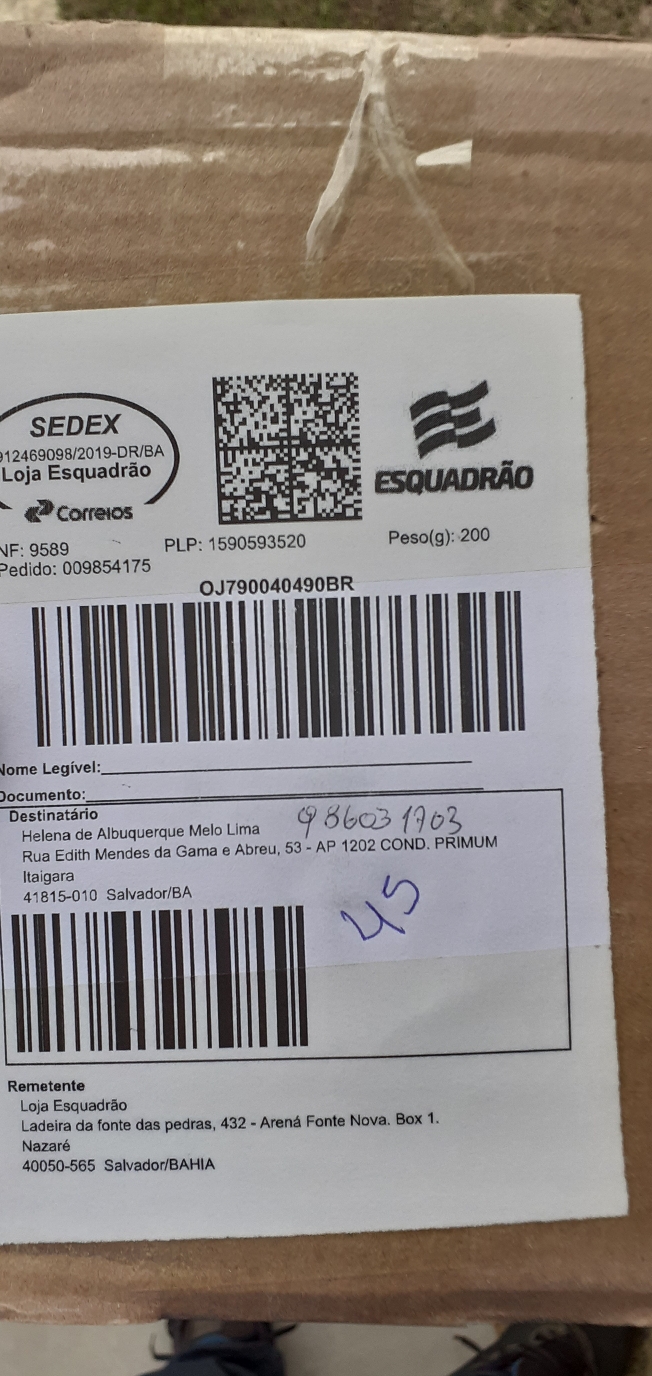 SEDEX
912469098/2019-DR/BA
Loja Esquadrão
Correios
ESQUADRÃO
NF: 9589
PLP: 1590593520
Peso(g): 200
Pedido: 009854175
OJ790040490BR
Nome Legível:
Documento:
Destinatário
Helena de Albuquerque Melo Lima
986031703
Rua Edith Mendes da Gama e Abreu, 53 - AP 1202 COND. PRIMUM
Itaigara
41815-010 Salvador/BA
45
Remetente
Loja Esquadrão
Ladeira da fonte das pedras, 432 - Arená Fonte Nova. Box 1.
Nazaré
40050-565 Salvador/BAHIA